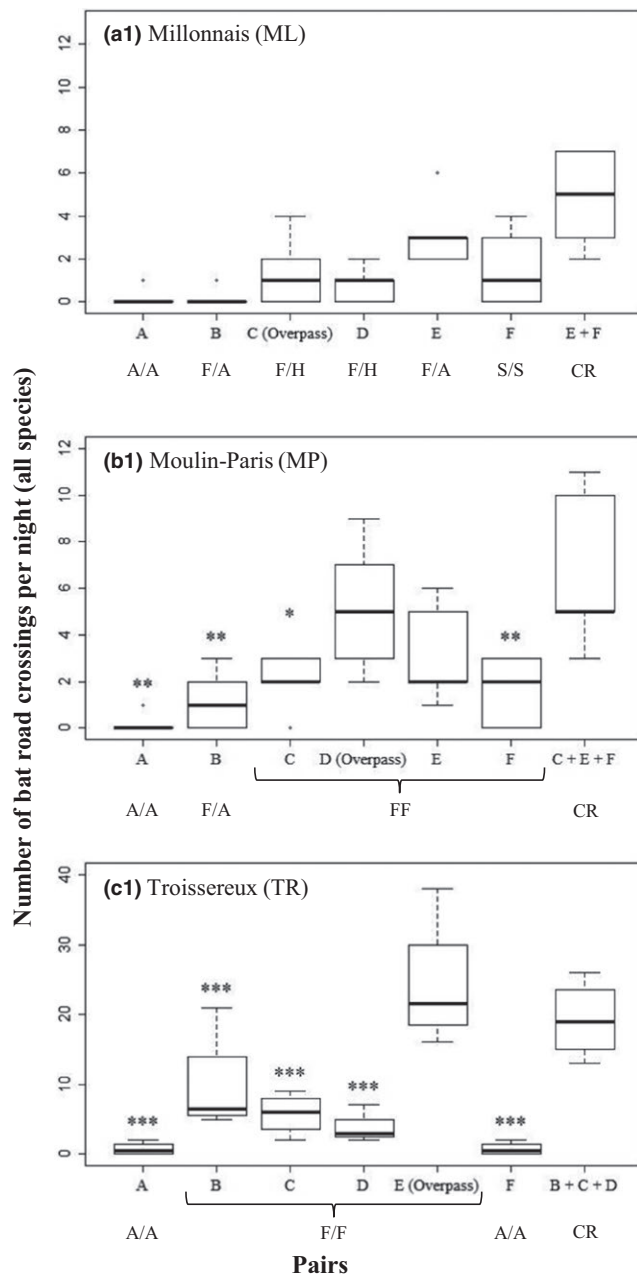 Number of bat road crossings per night (all species)
(a1) Millonnais (ML)
12
10
8
6
4
2
0
A B C (Overpass) D E F E + F
A/A F/A F/H F/H F/A S/S CR
(b1) Moulin-Paris (MP)
12
10
8
6
4
2
0
** ** * **
A B C D (Overpass) E F C + E + F
A/A F/A FF CR
(c1) Troissereux (TR)
40
30
20
10
0
*** *** *** *** ***
A B C D E (Overpass) F B + C + D
A/A F/F A/A CR
Pairs